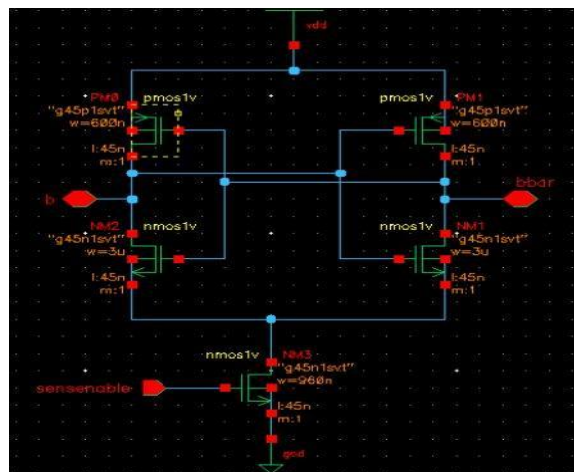 vdd
PM0
pmos1v
pmos1v
PM1
"g45p1svt"
"g45p1svt"
w=600n
w=600n
l:45n
l:45n
m:1
m:1
b
bbar
NM2
nmos1v
nmos1v
NM1
"g45n1svt"
"g45n1svt"
w=3u
w=3u
l:45n
l:45n
m:1
m:1
nmos1v
NM3
"g45n1svt"
w=960n
sensenable
l:45n
m:1
gnd